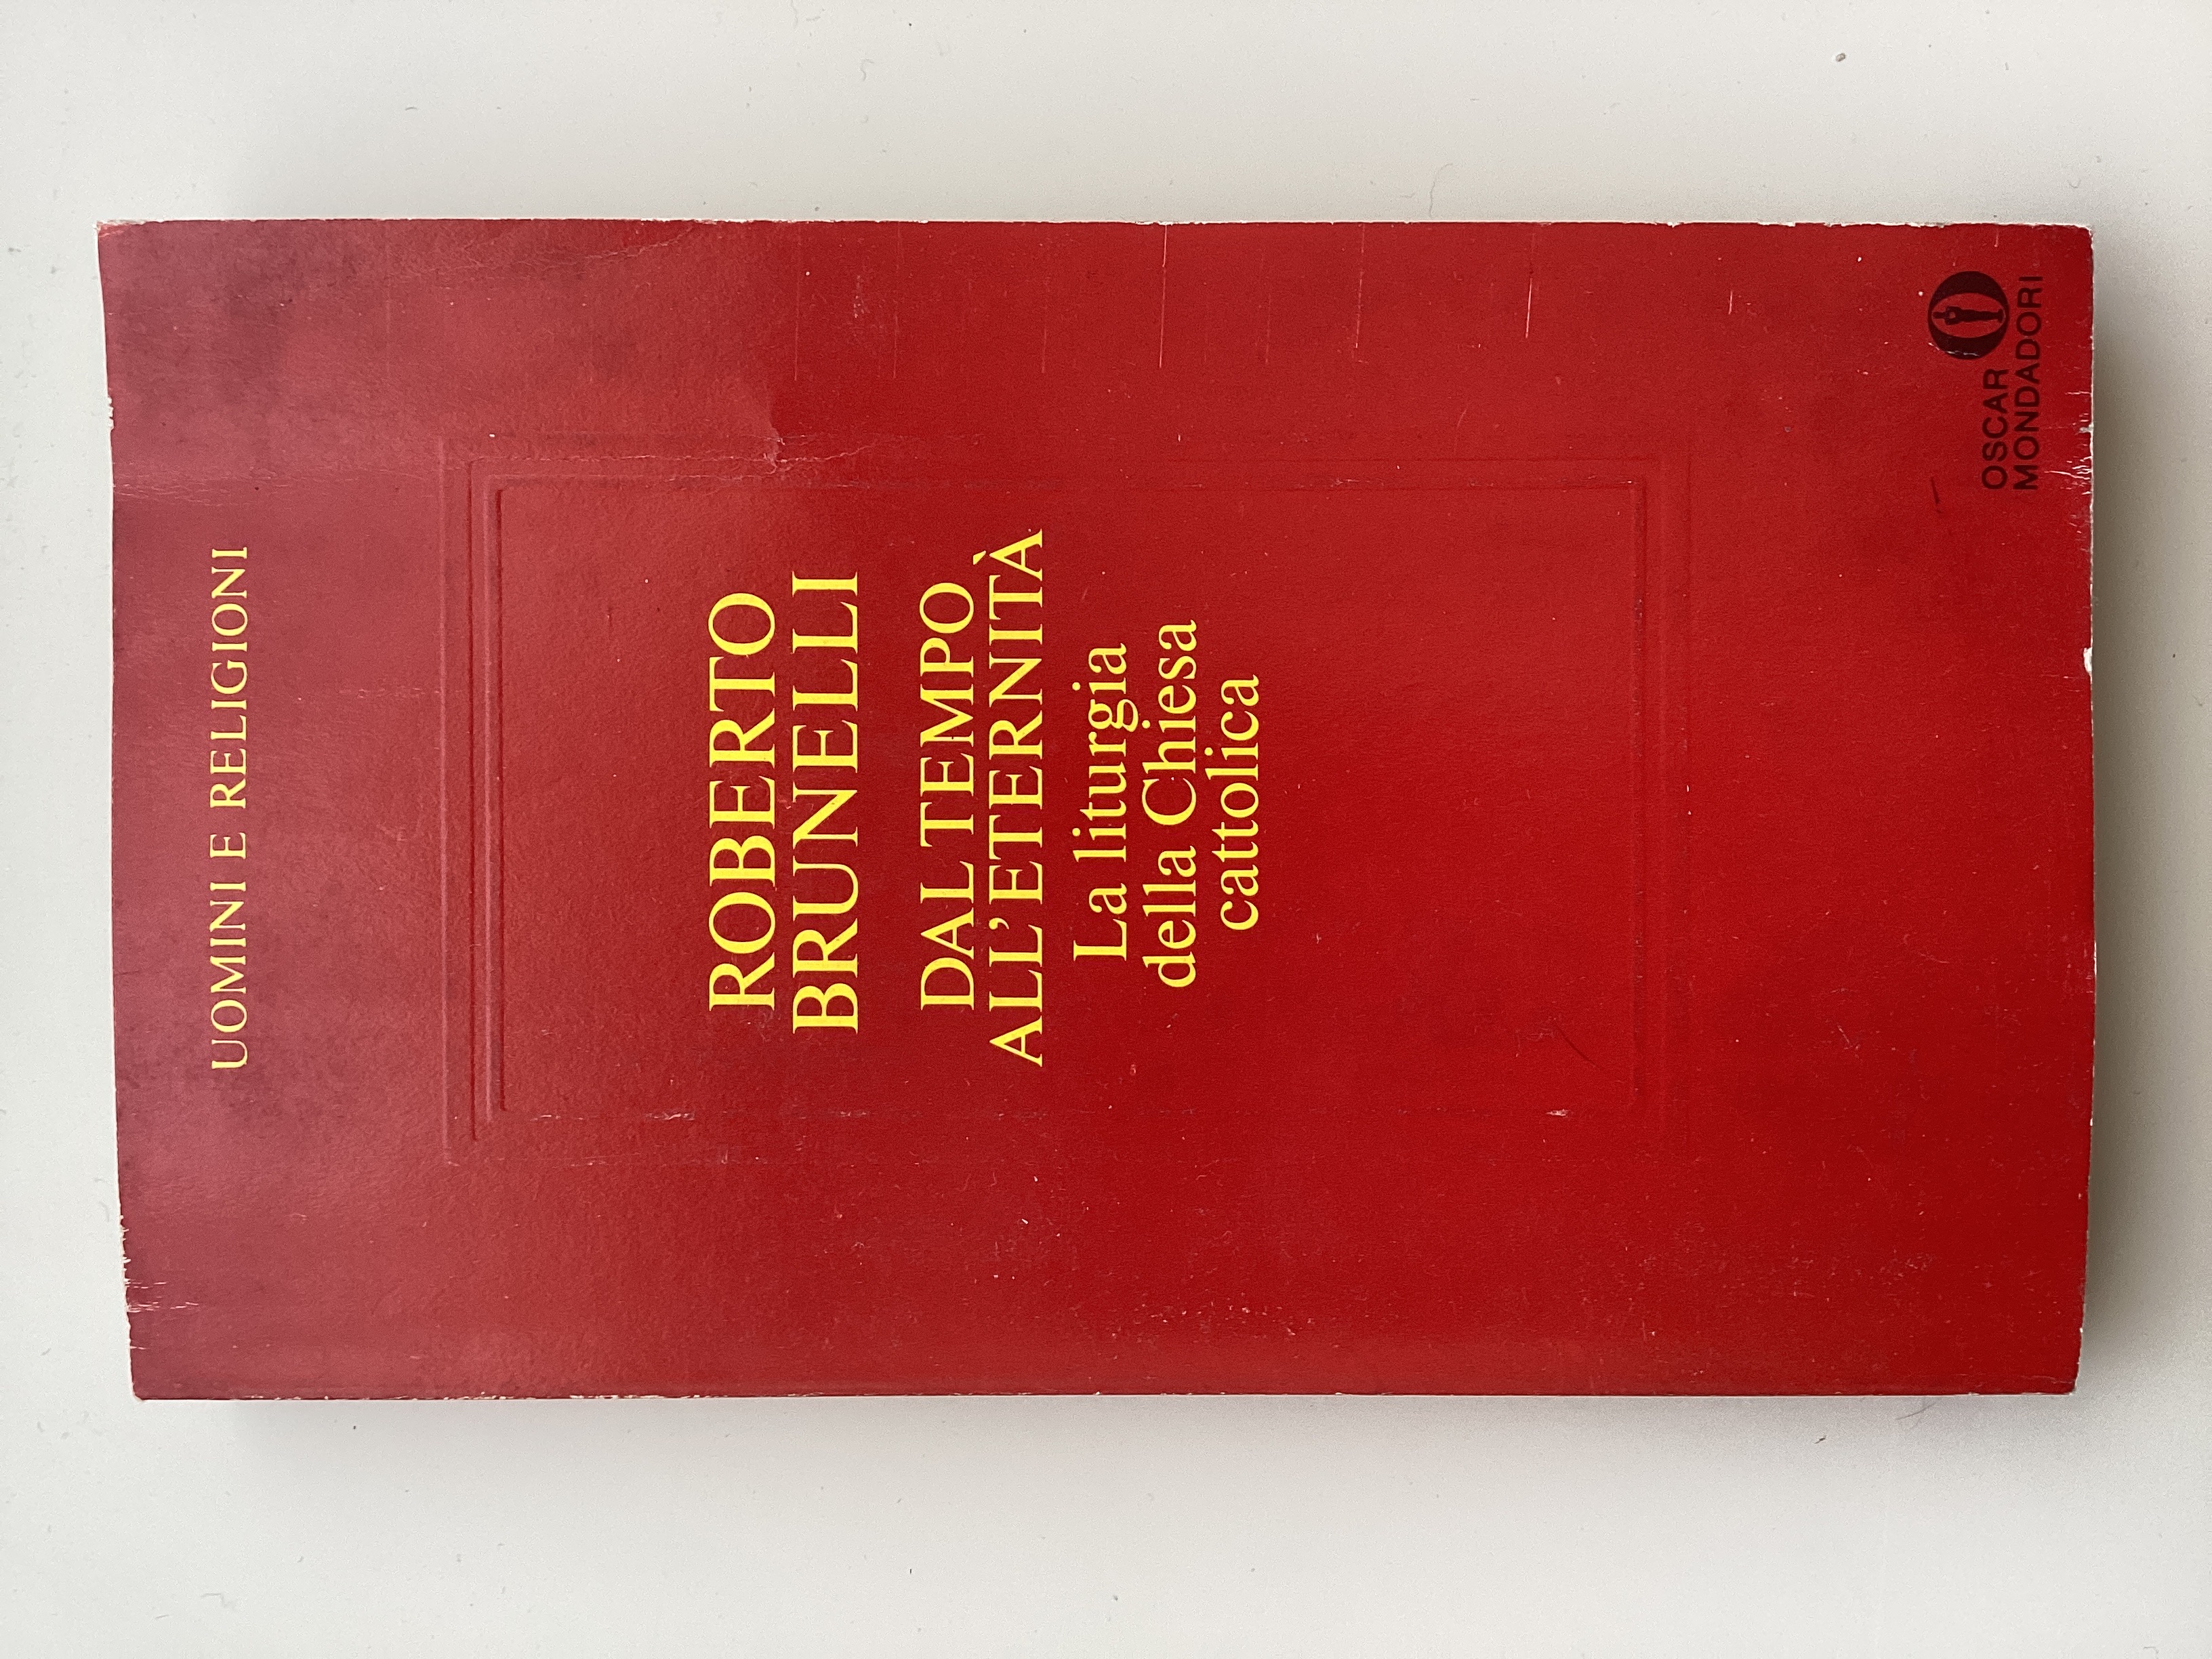 UOMINI E RELIGIONI
ROBERTO
BRUNELLI
DAL TEMPO
ALL'ETERNITÀ
La liturgia
della Chiesa
cattolica
OSCAR
MONDADORI